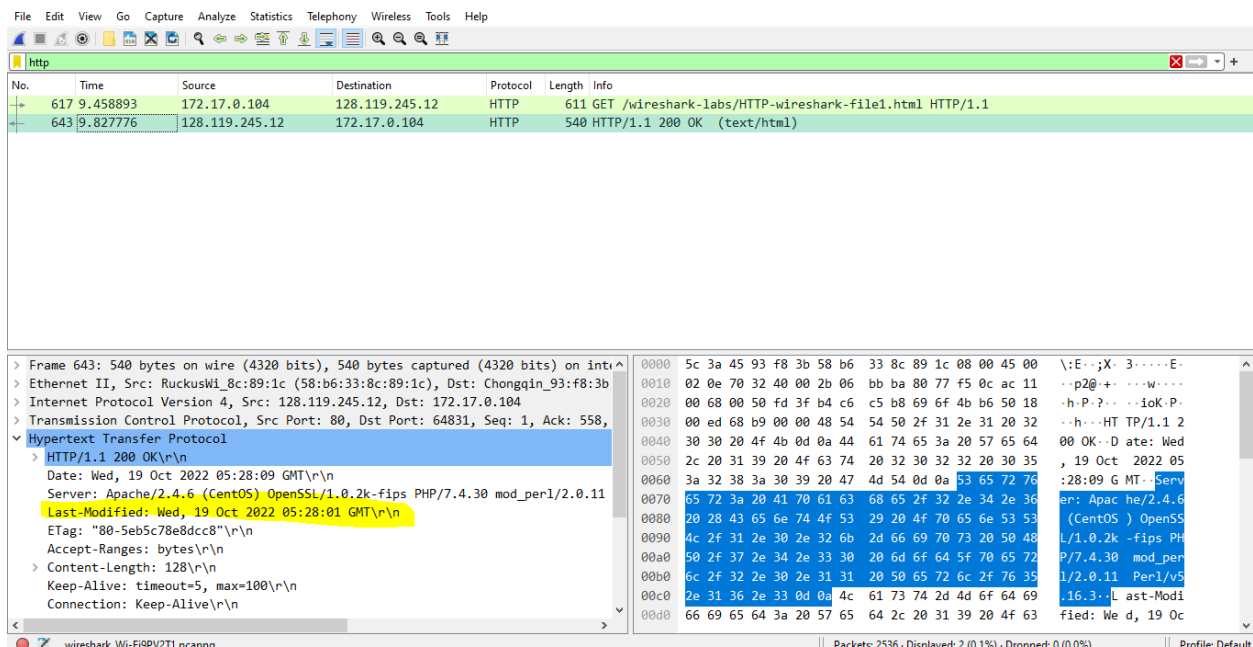 File Edit View Go Capture Analyze Statistics Telephony Wireless Tools Help
http
No. Time Source Destination Protocol Length Info
617 9.458893 172.17.0.104 128.119.245.12 HTTP 611 GET /wireshark-labs/HTTP-wireshark-file1.html HTTP/1.1
643 9.827776 128.119.245.12 172.17.0.104 HTTP 540 HTTP/1.1 200 OK (text/html)
Frame 643: 540 bytes on wire (4320 bits), 540 bytes captured (4320 bits) on inte
Ethernet II, Src: RuckusWi_8c:89:1c (58:b6:33:8c:89:1c), Dst: Chongqin_93:f8:3b
Internet Protocol Version 4, Src: 128.119.245.12, Dst: 172.17.0.104
Transmission Control Protocol, Src Port: 80, Dst Port: 64831, Seq: 1, Ack: 558,
Hypertext Transfer Protocol
HTTP/1.1 200 OK\r\n
Date: Wed, 19 Oct 2022 05:28:09 GMT\r\n
Server: Apache/2.4.6 (CentOS) OpenSSL/1.0.2k-fips PHP/7.4.30 mod_perl/2.0.11
Last-Modified: Wed, 19 Oct 2022 05:28:01 GMT\r\n
ETag: "80-5eb5c78e8dcc8"\r\n
Accept-Ranges: bytes\r\n
Content-Length: 128\r\n
Keep-Alive: timeout=5, max=100\r\n
Connection: Keep-Alive\r\n
0000 5c 3a 45 93 f8 3b 58 b6 33 8c 89 1c 08 00 45 00 \:E··;X· 3·····E·
0010 02 0e 70 32 40 00 2b 06 bb ba 80 77 f5 0c ac 11 ··p2@·+· ···w····
0020 00 68 00 50 fd 3f b4 c6 c5 b8 69 6f 4b b6 50 18 ·h·P·?·· ··ioK·P·
0030 00 ed 68 b9 00 00 48 54 54 50 2f 31 2e 31 20 32 ··h···HT TP/1.1 2
0040 30 30 20 4f 4b 0d 0a 44 61 74 65 3a 20 57 65 64 00 OK··D ate: Wed
0050 2c 20 31 39 20 4f 63 74 20 32 30 32 32 20 30 35 , 19 Oct 2022 05
0060 3a 32 38 3a 30 39 20 47 4d 54 0d 0a 53 65 72 76 :28:09 G MT··Serv
0070 65 72 3a 20 41 70 61 63 68 65 2f 32 2e 34 2e 36 er: Apac he/2.4.6
0080 20 28 43 65 6e 74 4f 53 29 20 4f 70 65 6e 53 53 (CentOS ) OpenSS
0090 4c 2f 31 2e 30 2e 32 6b 2d 66 69 70 73 20 50 48 L/1.0.2k -fips PH
00a0 50 2f 37 2e 34 2e 33 30 20 6d 6f 64 5f 70 65 72 P/7.4.30 mod_per
00b0 6c 2f 32 2e 30 2e 31 31 20 50 65 72 6c 2f 76 35 l/2.0.11 Perl/v5
00c0 2e 31 36 2e 33 0d 0a 4c 61 73 74 2d 4d 6f 64 69 .16.3··L ast-Modi
00d0 66 69 65 64 3a 20 57 65 64 2c 20 31 39 20 4f 63 fied: We d, 19 Oc
wireshark_Wi-Fi9PV2T1.pcapng Packets: 2536 · Displayed: 2 (0.1%) · Dropped: 0 (0.0%) Profile: Default